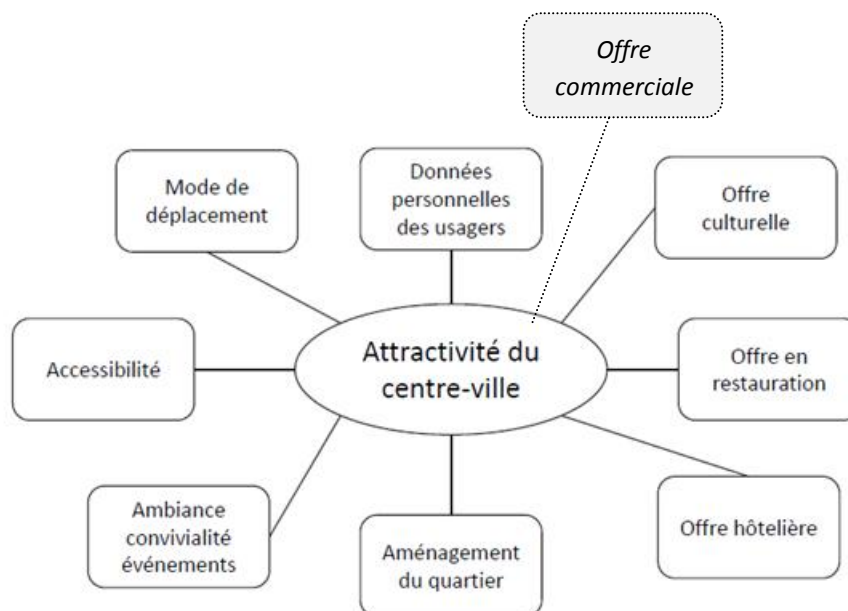 Offre
commerciale
Mode de
déplacement
Données
personnelles
des usagers
Offre
culturelle
Accessibilité
Attractivité du
centre-ville
Offre en
restauration
Ambiance
convivialité
événements
Aménagement
du quartier
Offre hôtelière